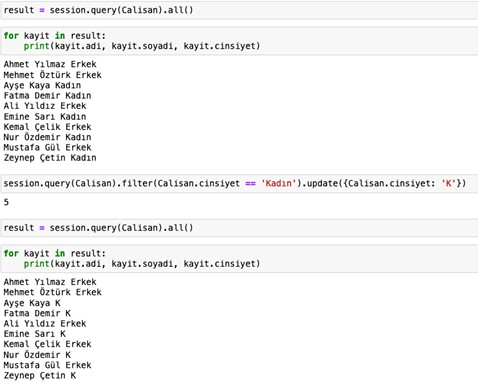 result = session.query(Calisan).all()
for kayit in result:
    print(kayit.adi, kayit.soyadi, kayit.cinsiyet)
Ahmet Yılmaz Erkek
Mehmet Öztürk Erkek
Ayşe Kaya Kadın
Fatma Demir Kadın
Ali Yıldız Erkek
Emine Sarı Kadın
Kemal Çelik Erkek
Nur Özdemir Kadın
Mustafa Gül Erkek
Zeynep Çetin Kadın
session.query(Calisan).filter(Calisan.cinsiyet == 'Kadın').update({Calisan.cinsiyet: 'K'})
5
result = session.query(Calisan).all()
for kayit in result:
    print(kayit.adi, kayit.soyadi, kayit.cinsiyet)
Ahmet Yılmaz Erkek
Mehmet Öztürk Erkek
Ayşe Kaya K
Fatma Demir K
Ali Yıldız Erkek
Emine Sarı K
Kemal Çelik Erkek
Nur Özdemir K
Mustafa Gül Erkek
Zeynep Çetin K